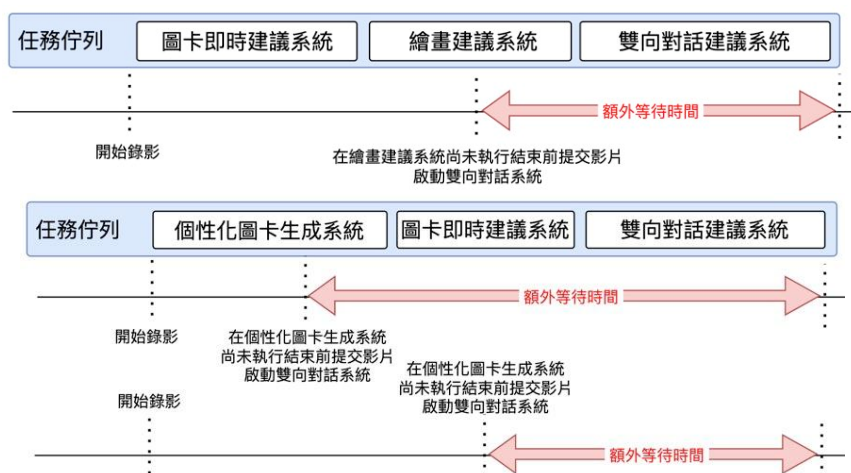 任務佇列 圖卡即時建議系統 繪畫建議系統 雙向對話建議系統
額外等待時間
開始錄影
在繪畫建議系統尚未執行結束前提交影片
啟動雙向對話系統
任務佇列 個性化圖卡生成系統 圖卡即時建議系統 雙向對話建議系統
額外等待時間
開始錄影
在個性化圖卡生成系統
尚未執行結束前提交影片
啟動雙向對話系統
在個性化圖卡生成系統
尚未執行結束前提交影片
啟動雙向對話系統
開始錄影
額外等待時間